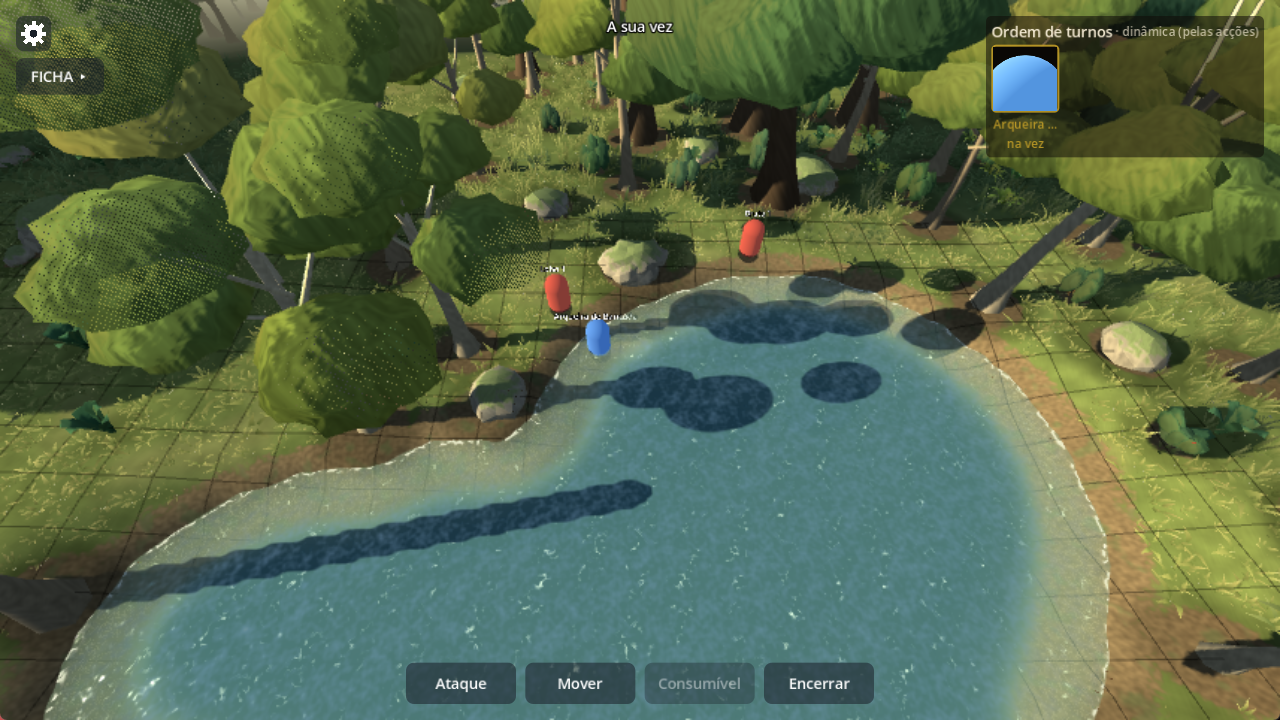 A sua vez
Ordem de turnos · dinâmica (pelas acções)
FICHA
Arqueira ...
na vez
Ataque
Mover
Consumível
Encerrar